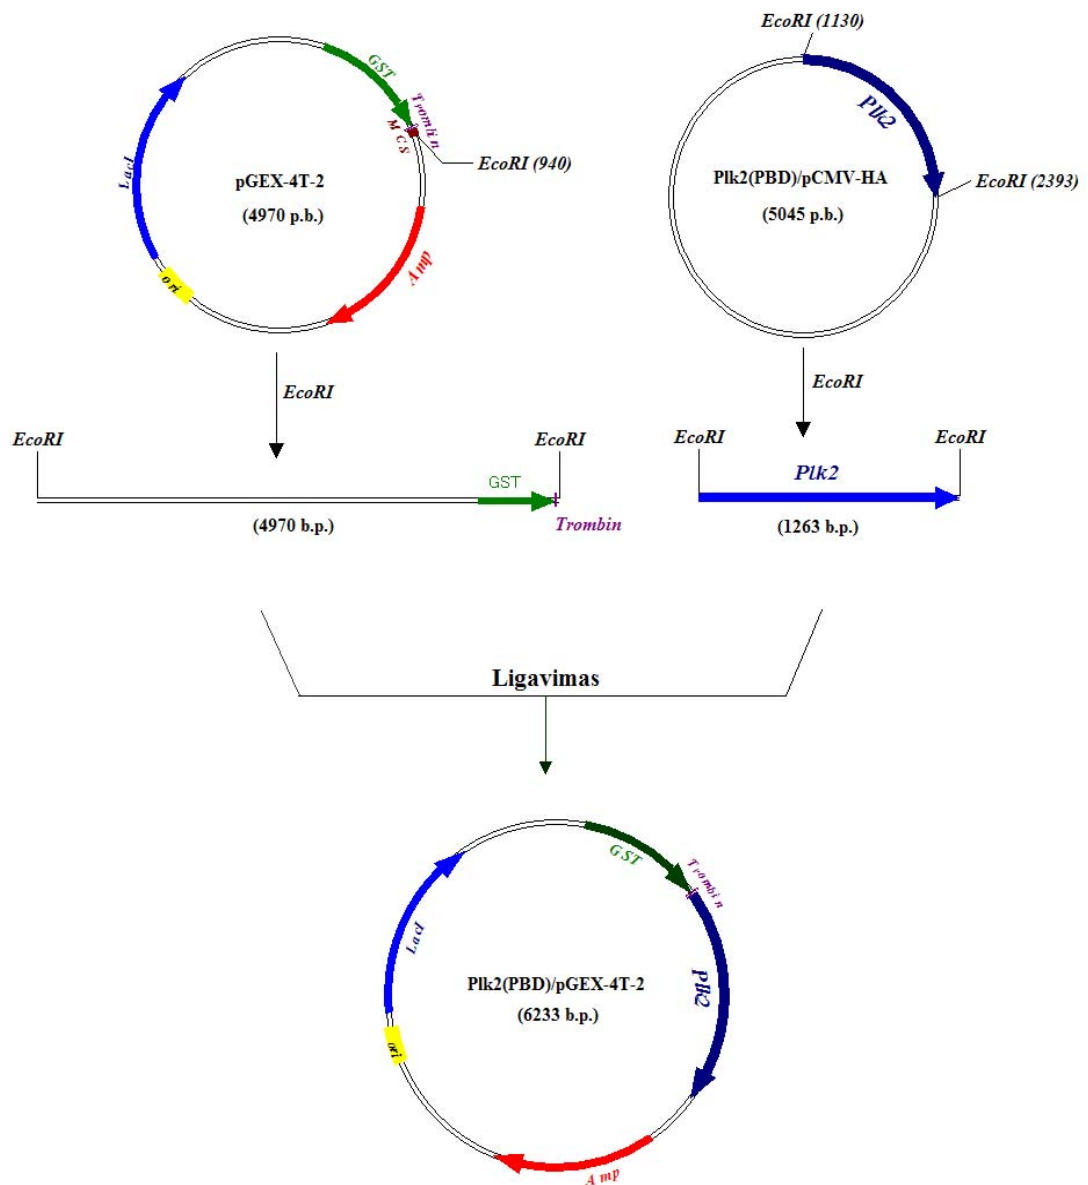 EcoRI (1130)
GST
Trombin
MCS
EcoRI (940)
LacI
pGEX-4T-2
(4970 p.b.)
Amp
ori
Plk2
Plk2(PBD)/pCMV-HA
(5045 p.b.)
EcoRI (2393)
EcoRI
EcoRI
EcoRI
EcoRI
GST
Trombin
(4970 b.p.)
EcoRI
EcoRI
Plk2
(1263 b.p.)
Ligavimas
GST
Trombin
LacI
Plk2
Plk2(PBD)/pGEX-4T-2
(6233 b.p.)
ori
Amp